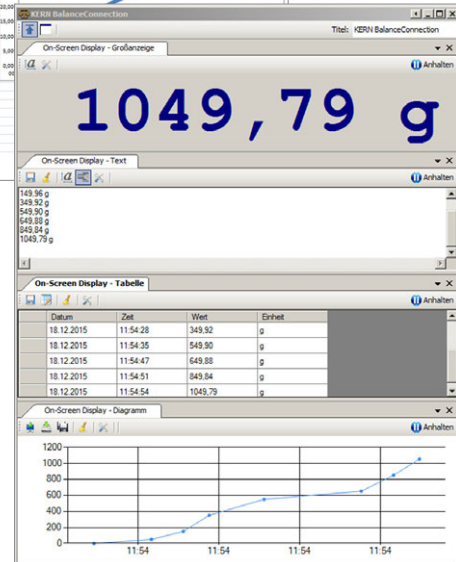 KERN BalanceConnection
Titel: KERN BalanceConnection
On-Screen Display - Großanzeige
Anhalten
1049,79 g
On-Screen Display - Text
Anhalten
149,96 g
349,92 g
549,90 g
649,88 g
849,84 g
1049,79 g
On-Screen Display - Tabelle
Anhalten
Datum Zeit Wert Einheit
18.12.2015 11:54:28 349,92 g
18.12.2015 11:54:35 549,90 g
18.12.2015 11:54:47 649,88 g
18.12.2015 11:54:51 849,84 g
18.12.2015 11:54:54 1049,79 g
On-Screen Display - Diagramm
Anhalten
1200
1000
800
600
400
200
0
11:54 11:54 11:54 11:54